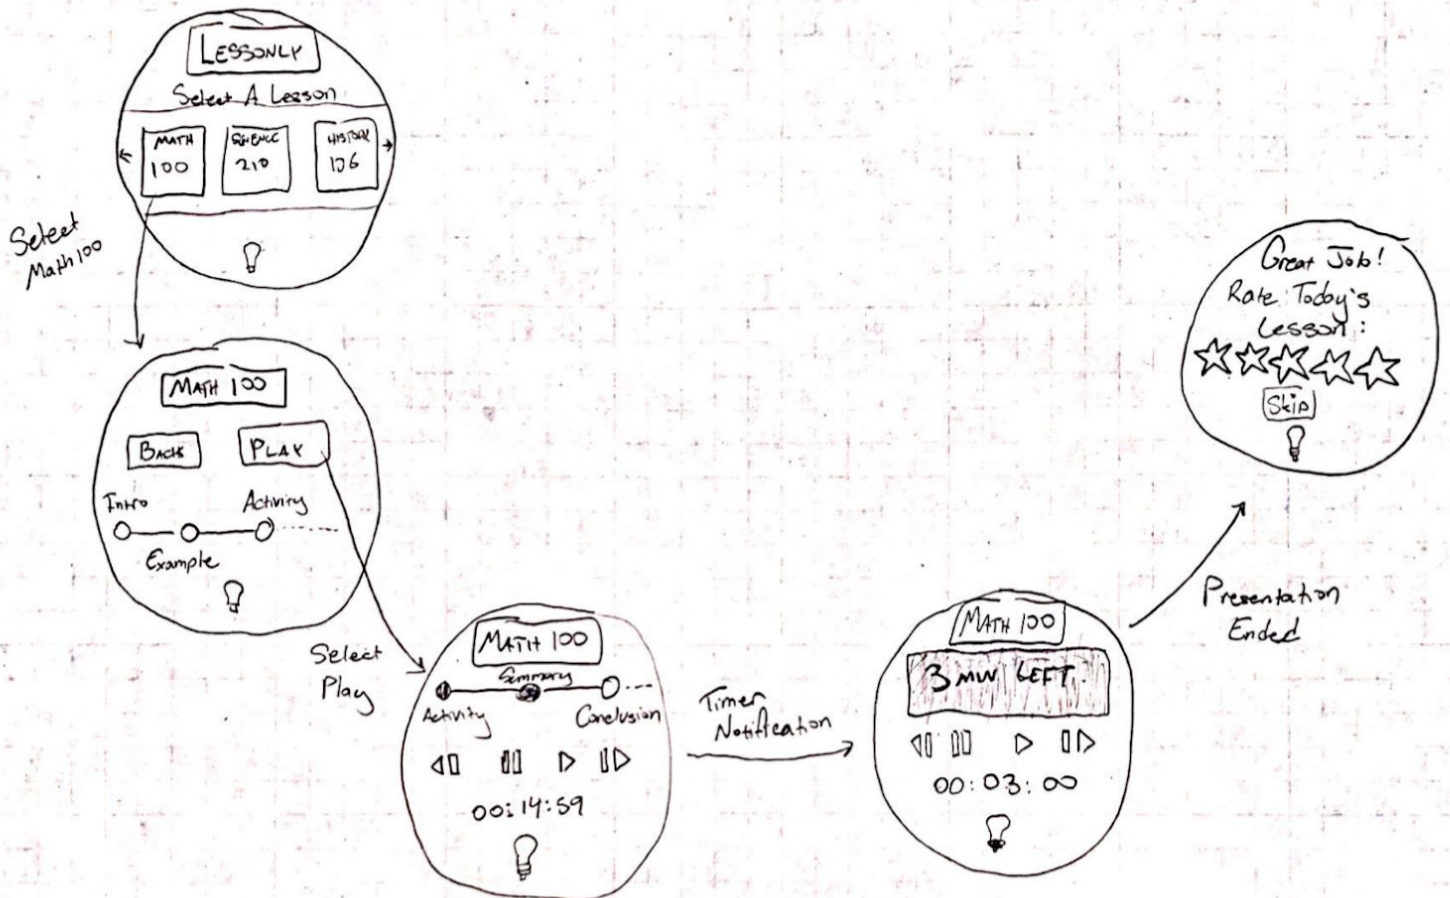 LESSONLY
Select A Lesson
MATH
100
SCIENCE
210
HISTORY
106
Select
Math 100
MATH 100
BACK
PLAY
Intro
Activity
Example
Select
Play
MATH 100
Summary
Activity
Conclusion
00:14:59
Timer
Notification
MATH 100
3 MIN LEFT.
00:03:00
Presentation
Ended
Great Job!
Rate Today's
Lesson:
Skip